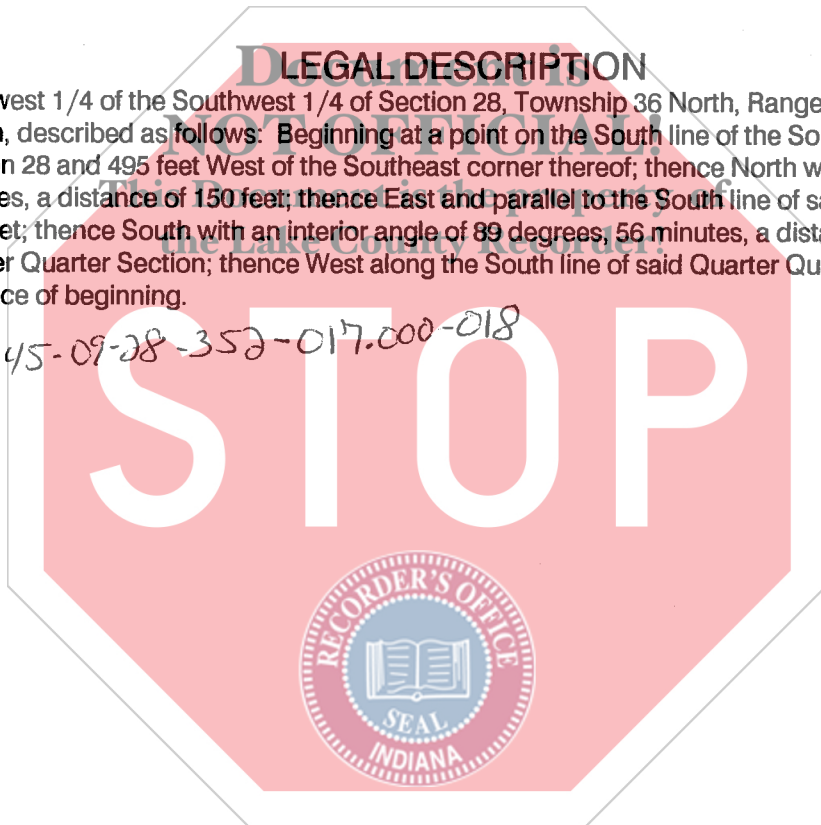 Document is
LEGAL DESCRIPTION
west 1/4 of the Southwest 1/4 of Section 28, Township 36 North, Range
, described as follows: Beginning at a point on the South line of the So
NOT OFFICIAL!
n 28 and 495 feet West of the Southeast corner thereof; thence North w
es, a distance of 150 feet; thence East and parallel to the South line of sa
This Document is the property of
et; thence South with an interior angle of 89 degrees, 56 minutes, a dista
the Lake County Recorder!
er Quarter Section; thence West along the South line of said Quarter Qu
ce of beginning.
45-09-28-352-017.000-018
STOP
RECORDER'S OFFICE
SEAL
INDIANA